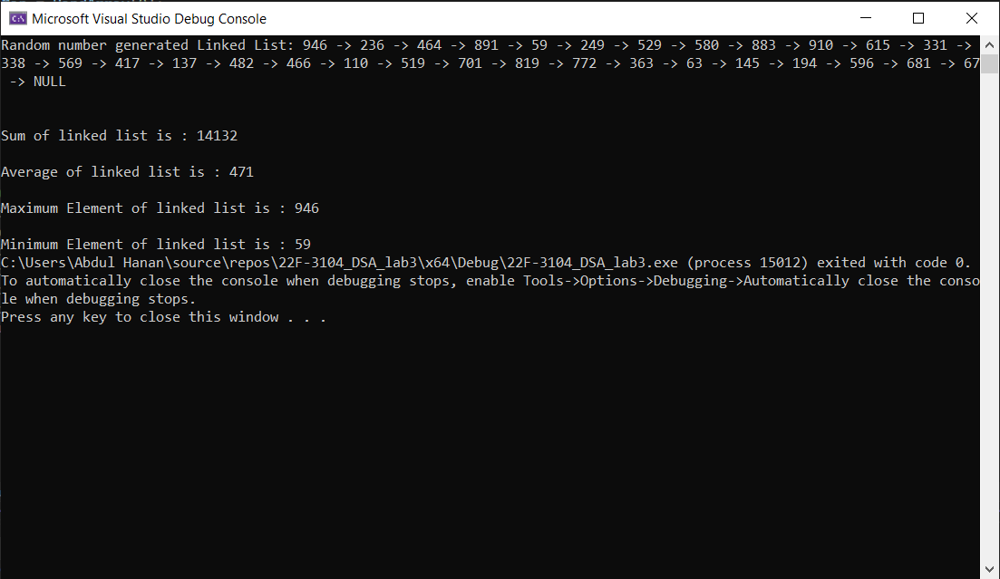 Microsoft Visual Studio Debug Console
Random number generated Linked List: 946 -> 236 -> 464 -> 891 -> 59 -> 249 -> 529 -> 580 -> 883 -> 910 -> 615 -> 331 ->
338 -> 569 -> 417 -> 137 -> 482 -> 466 -> 110 -> 519 -> 701 -> 819 -> 772 -> 363 -> 63 -> 145 -> 194 -> 596 -> 681 -> 67
-> NULL
Sum of linked list is : 14132
Average of linked list is : 471
Maximum Element of linked list is : 946
Minimum Element of linked list is : 59
C:\Users\Abdul Hanan\source\repos\22F-3104_DSA_lab3\x64\Debug\22F-3104_DSA_lab3.exe (process 15012) exited with code 0.
To automatically close the console when debugging stops, enable Tools->Options->Debugging->Automatically close the conso
le when debugging stops.
Press any key to close this window . . .